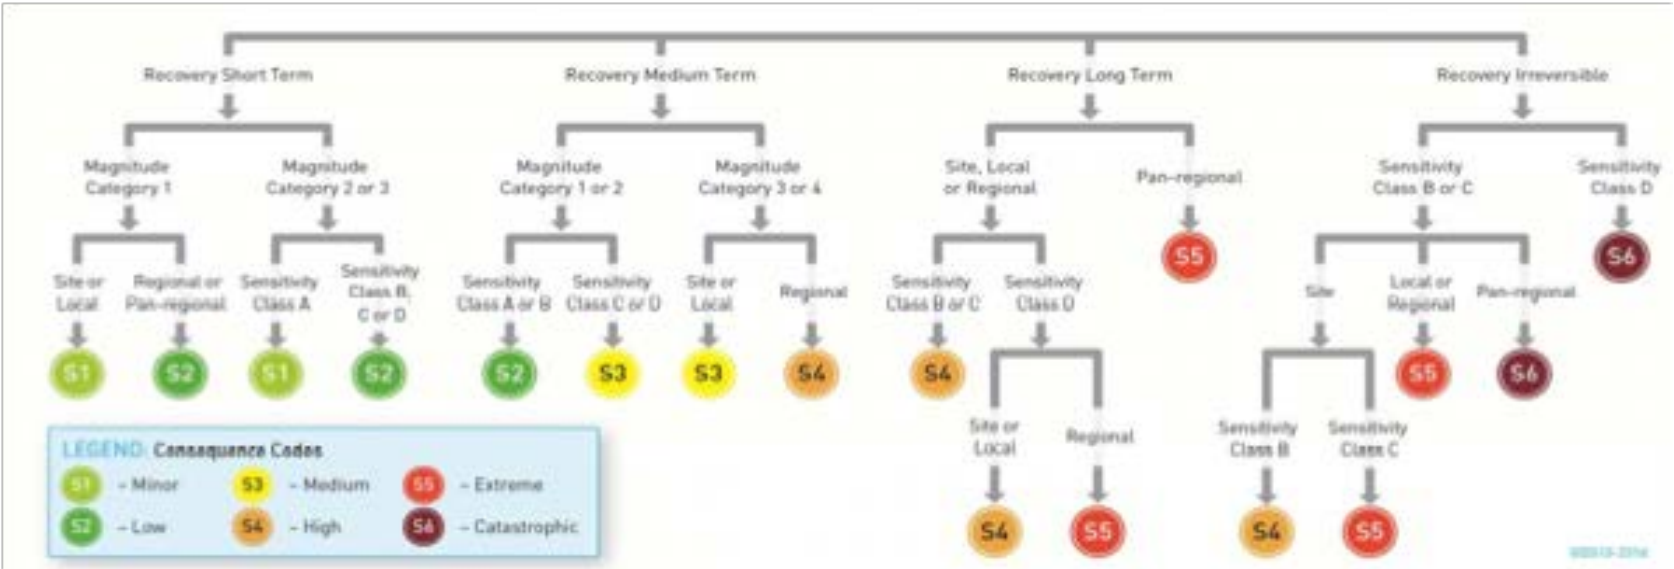 Recovery Short Term
Recovery Medium Term
Recovery Long Term
Recovery Irreversible
Magnitude
Category 1
Magnitude
Category 2 or 3
Magnitude
Category 1 or 2
Magnitude
Category 3 or 4
Site, Local
or Regional
Pan-regional
Sensitivity
Class B or C
Sensitivity
Class D
S5
S6
Site or
Local
Regional or
Pan-regional
Sensitivity
Class A
Sensitivity
Class B,
C or D
Sensitivity
Class A or B
Sensitivity
Class C or D
Site or
Local
Regional
Sensitivity
Class B or C
Sensitivity
Class D
Site
Local or
Regional
Pan-regional
S1
S2
S1
S2
S2
S3
S3
S4
S4
S5
S6
Site or
Local
Regional
Sensitivity
Class B
Sensitivity
Class C
S4
S5
S4
S5
LEGEND: Consequence Codes
S1 – Minor
S3 – Medium
S5 – Extreme
S2 – Low
S4 – High
S6 – Catastrophic